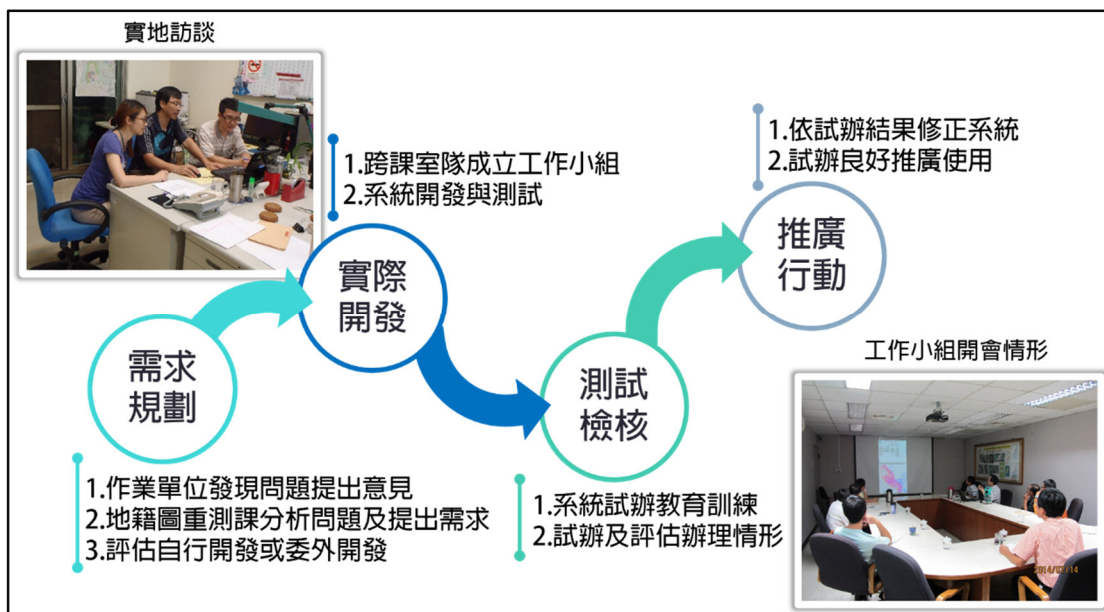 實地訪談
1.跨課室隊成立工作小組
2.系統開發與測試
1.依試辦結果修正系統
2.試辦良好推廣使用
實際
開發
推廣
行動
需求
規劃
測試
檢核
工作小組開會情形
1.作業單位發現問題提出意見
2.地籍圖重測課分析問題及提出需求
3.評估自行開發或委外開發
1.系統試辦教育訓練
2.試辦及評估辦理情形